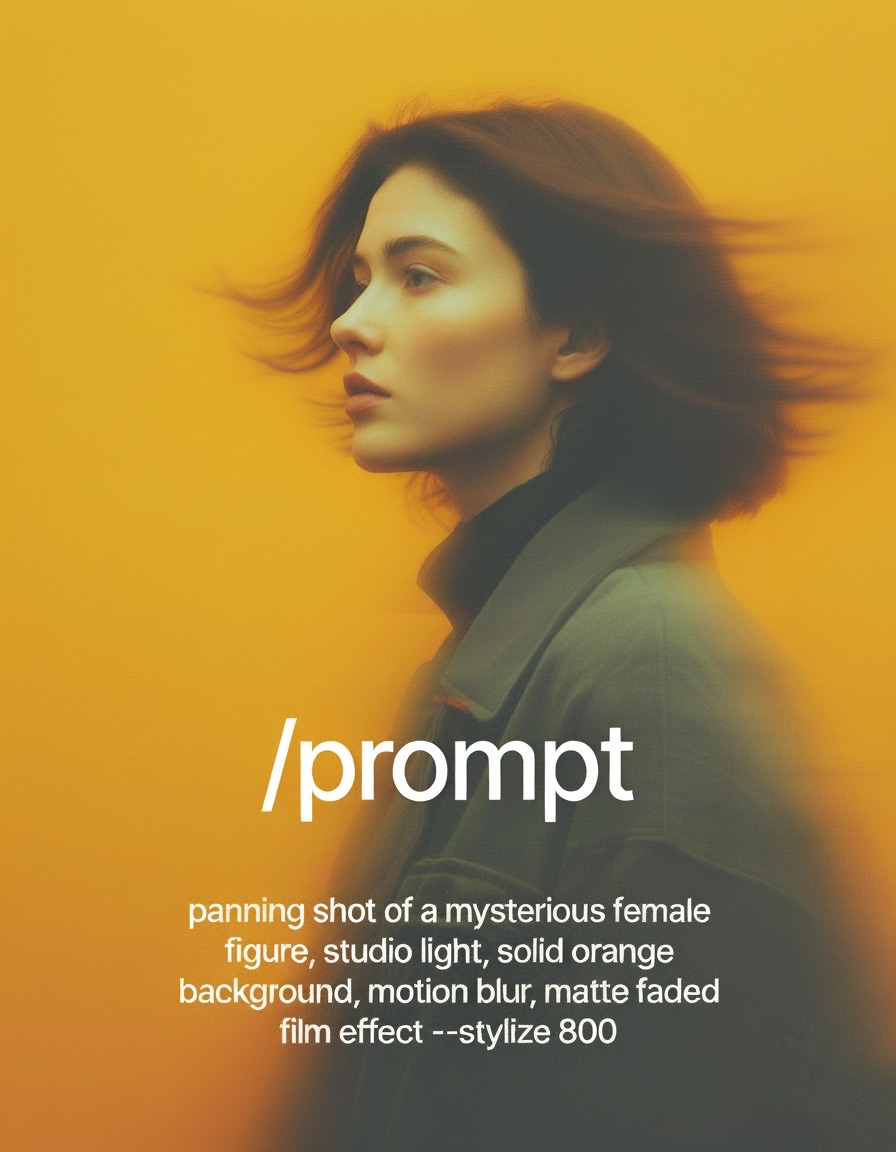 /prompt
panning shot of a mysterious female
figure, studio light, solid orange
background, motion blur, matte faded
film effect --stylize 800